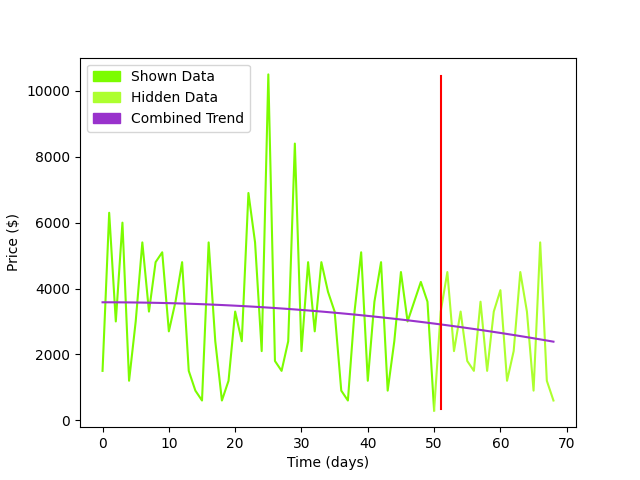 Shown Data
Hidden Data
Combined Trend
10000
8000
6000
4000
2000
0
Price ($)
0 10 20 30 40 50 60 70
Time (days)